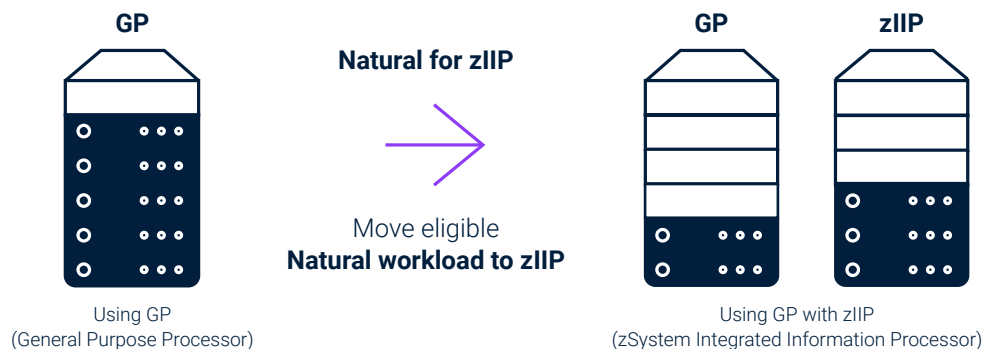 GP
Using GP
(General Purpose Processor)
Natural for zIIP
Move eligible
Natural workload to zIIP
GP
zIIP
Using GP with zIIP
(zSystem Integrated Information Processor)